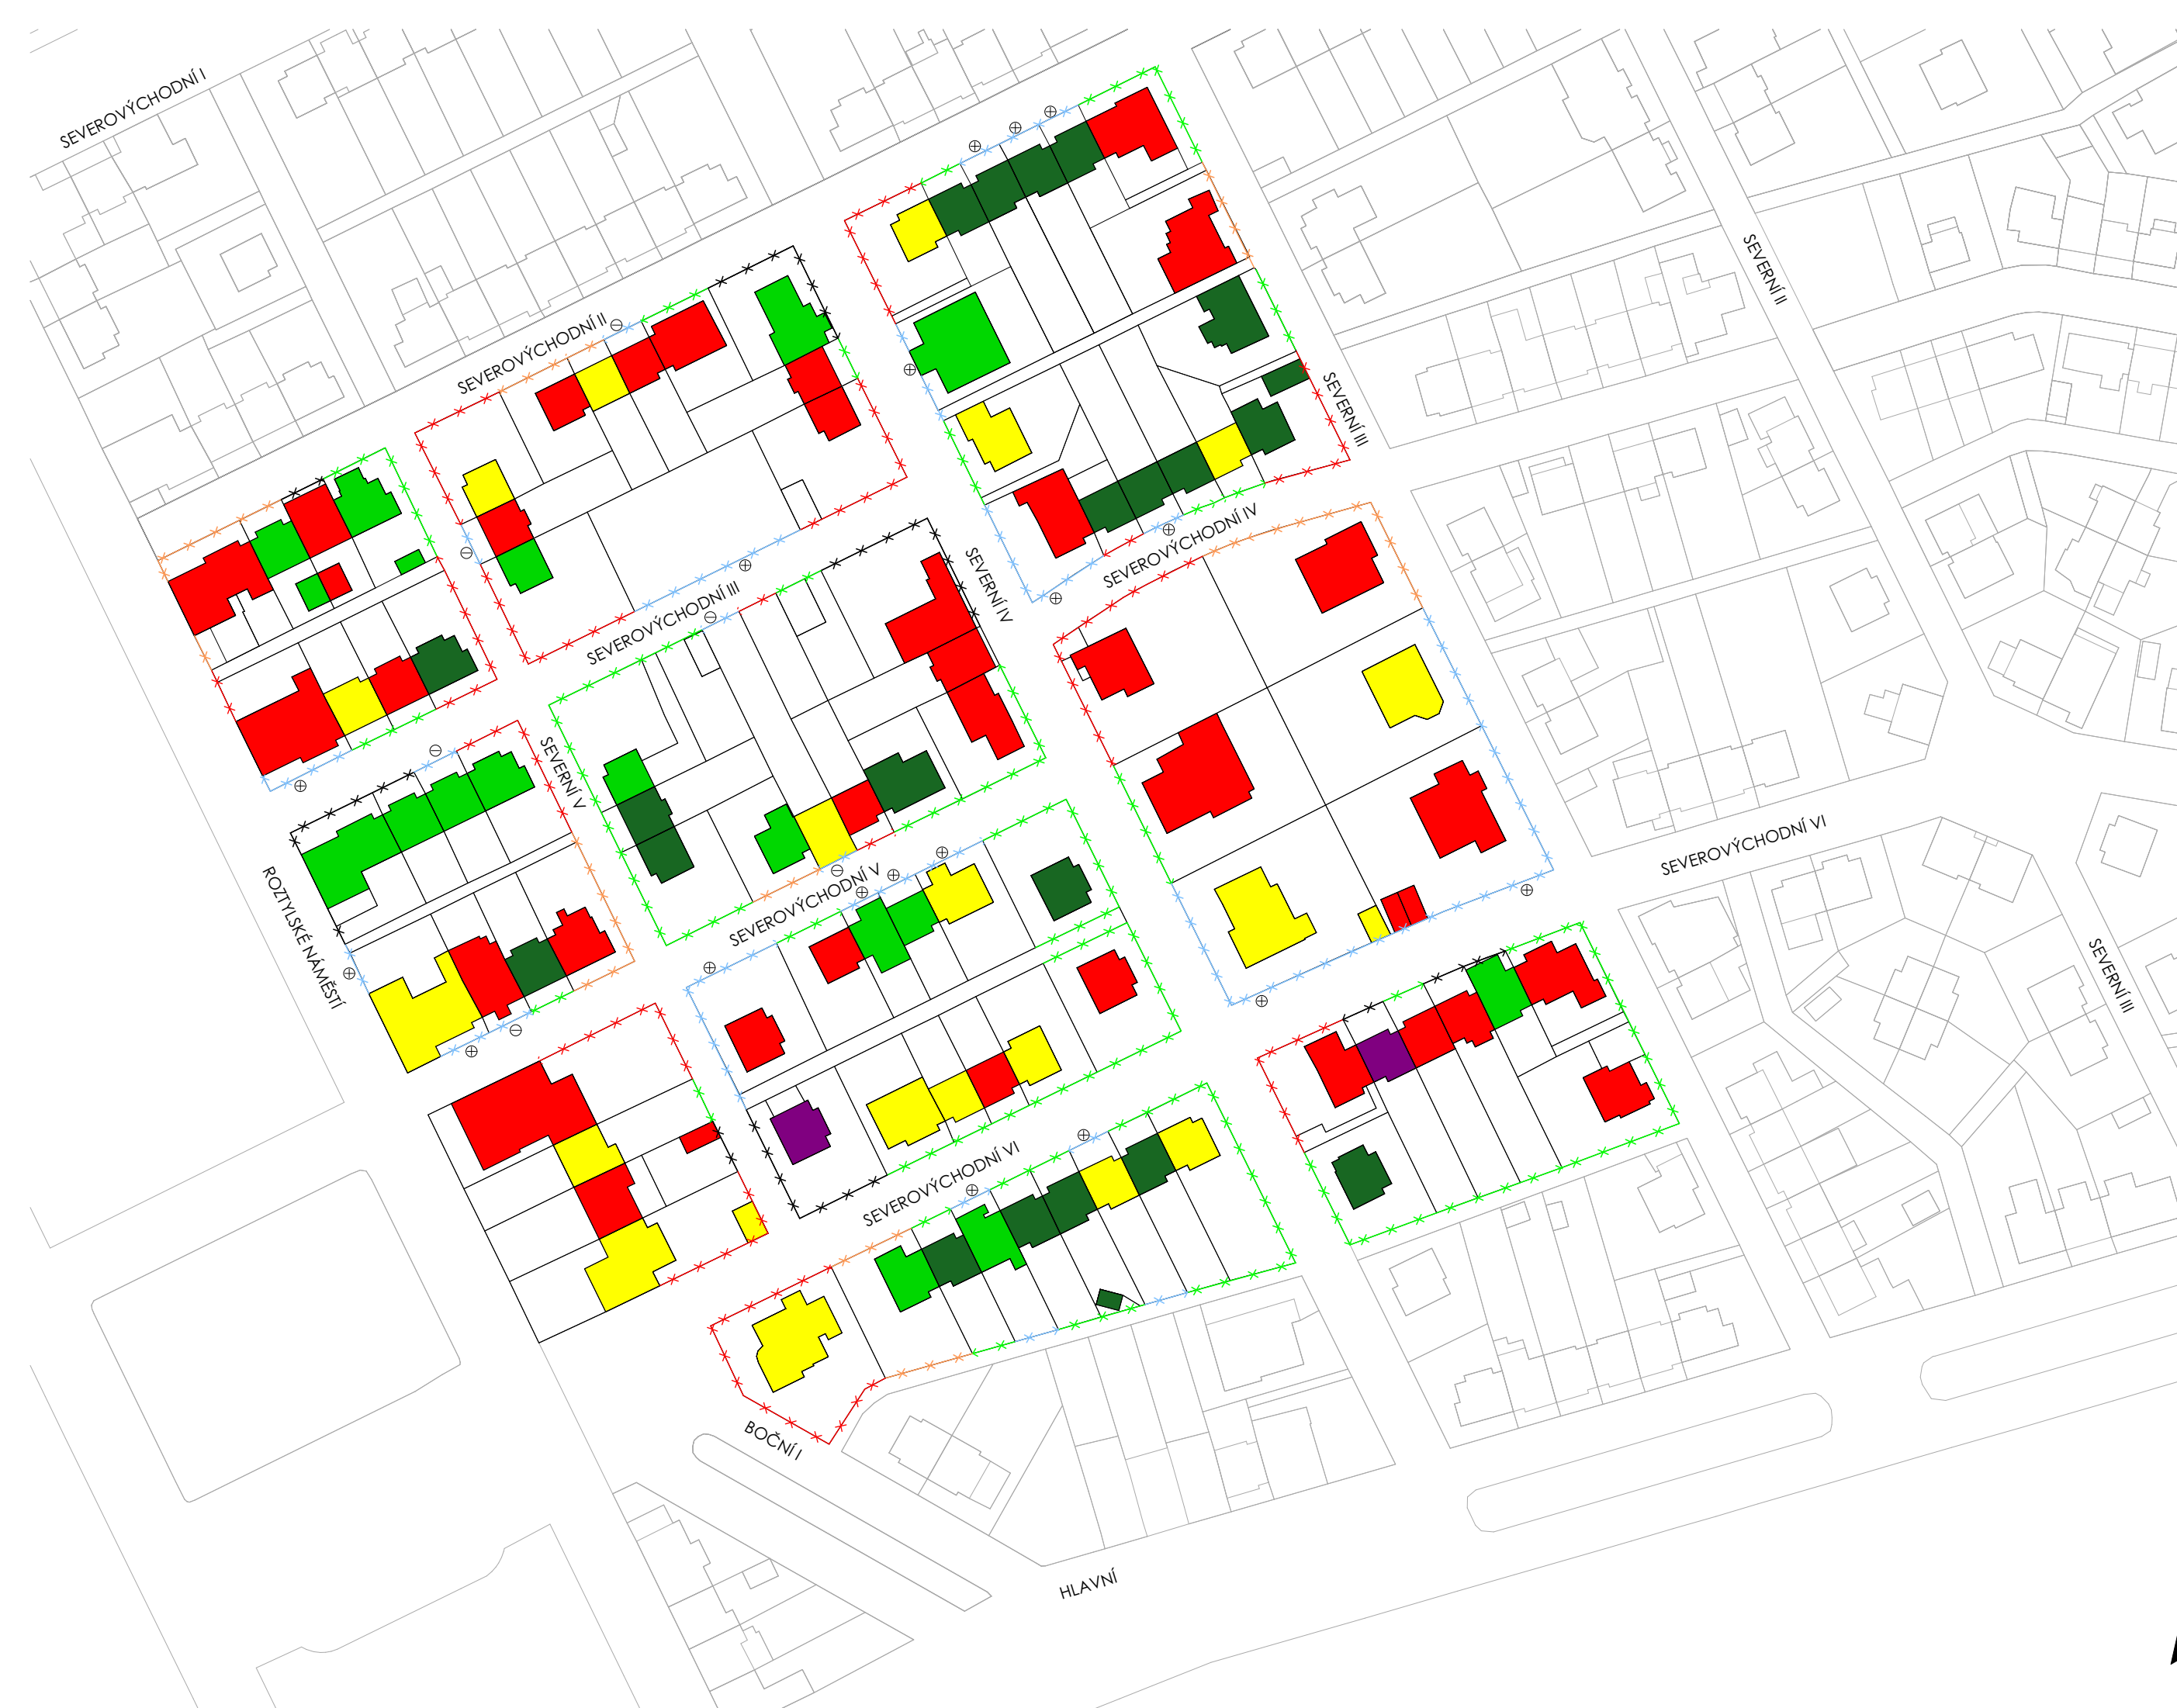 SEVEROVÝCHODNÍ I
SEVERNÍ II
SEVEROVÝCHODNÍ II
SEVERNÍ III
SEVEROVÝCHODNÍ IV
SEVERNÍ IV
SEVEROVÝCHODNÍ III
SEVERNÍ V
SEVEROVÝCHODNÍ VI
SEVEROVÝCHODNÍ V
ROZTYLSKÉ NÁMĚSTÍ
SEVERNÍ III
SEVEROVÝCHODNÍ VI
BOČNÍ I
HLAVNÍ